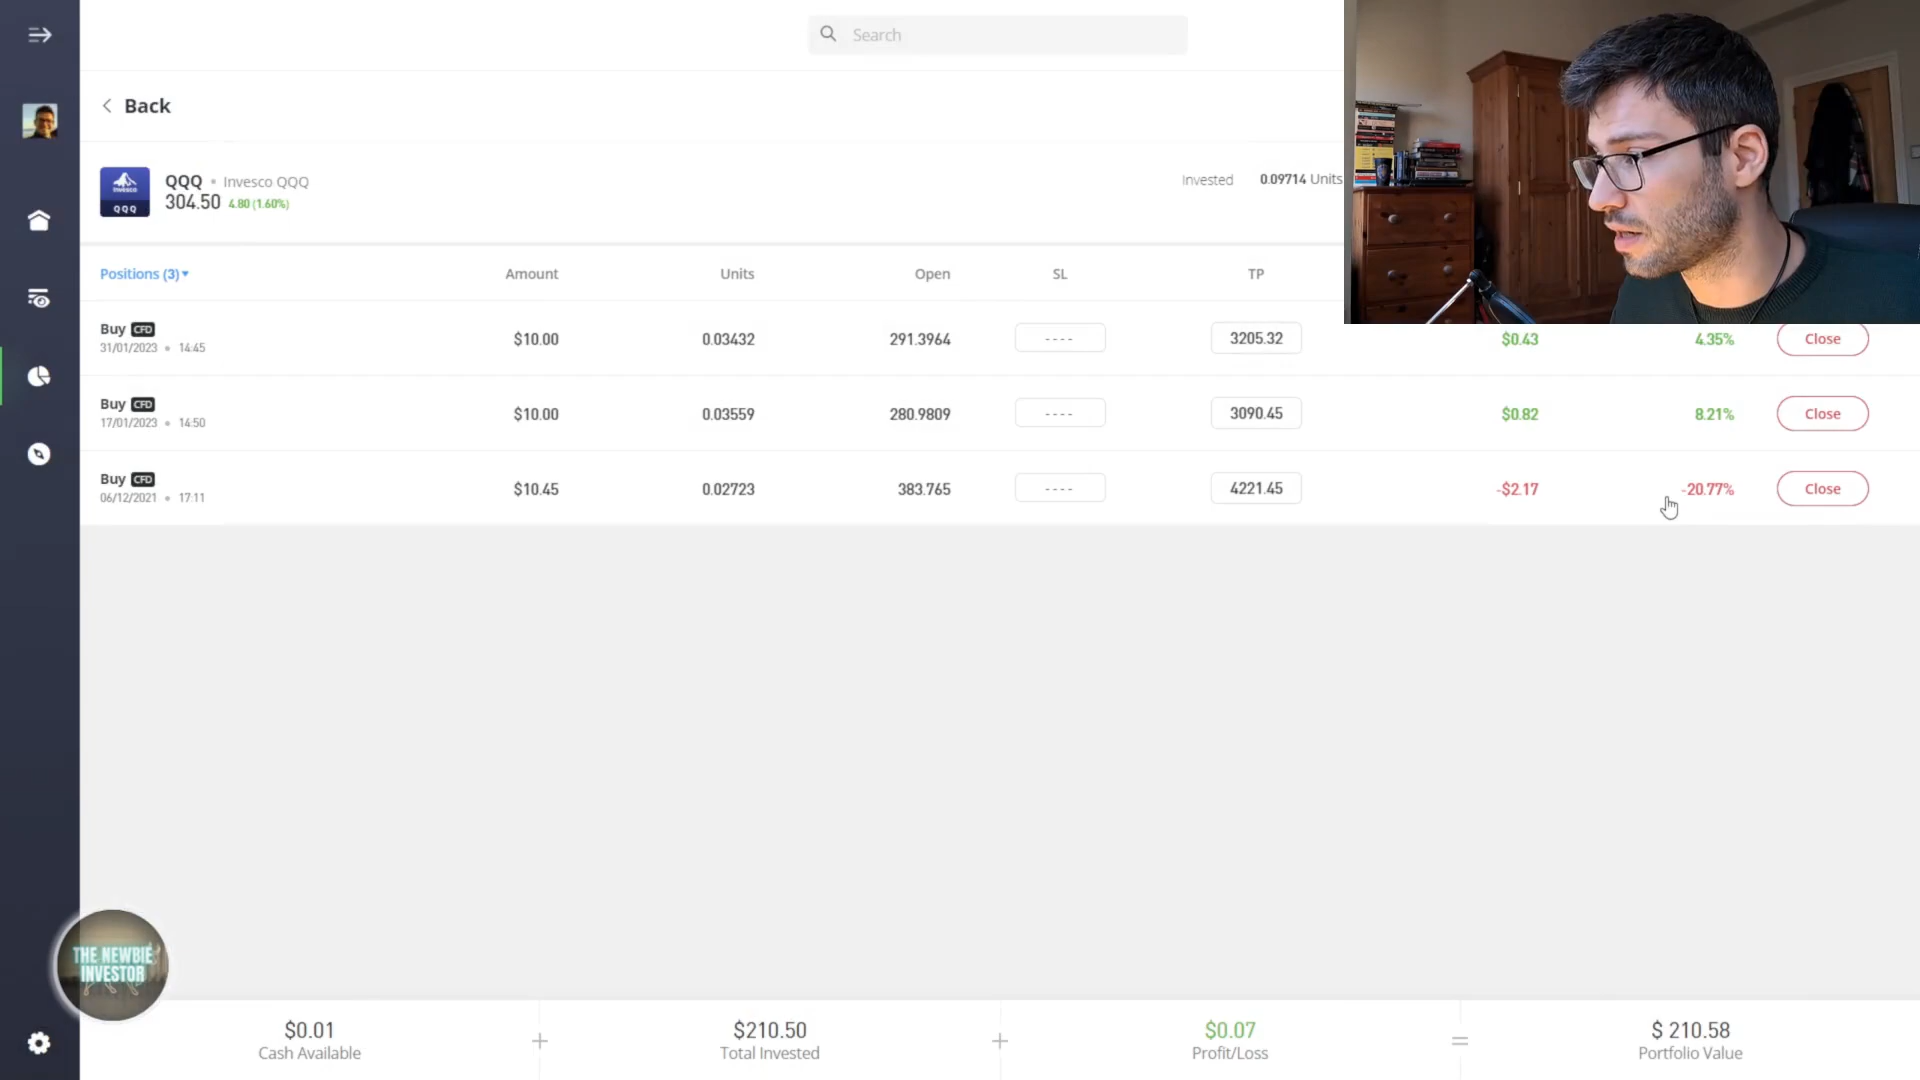 Search
Back
Invesco
QQQ
QQQ • Invesco QQQ
304.50 4.80 (1.60%)
Invested 0.09714 Units
Positions (3) Amount Units Open SL TP
Buy CFD
31/01/2023 • 14:45
$10.00 0.03432 291.3964 ---- 3205.32 $0.43 4.35% Close
Buy CFD
17/01/2023 • 14:50
$10.00 0.03559 280.9809 ---- 3090.45 $0.82 8.21% Close
Buy CFD
06/12/2021 • 17:11
$10.45 0.02723 383.765 ---- 4221.45 -$2.17 -20.77% Close
THE NEWBIE
INVESTOR
$0.01 + $210.50 + $0.07 = $ 210.58
Cash Available Total Invested Profit/Loss Portfolio Value